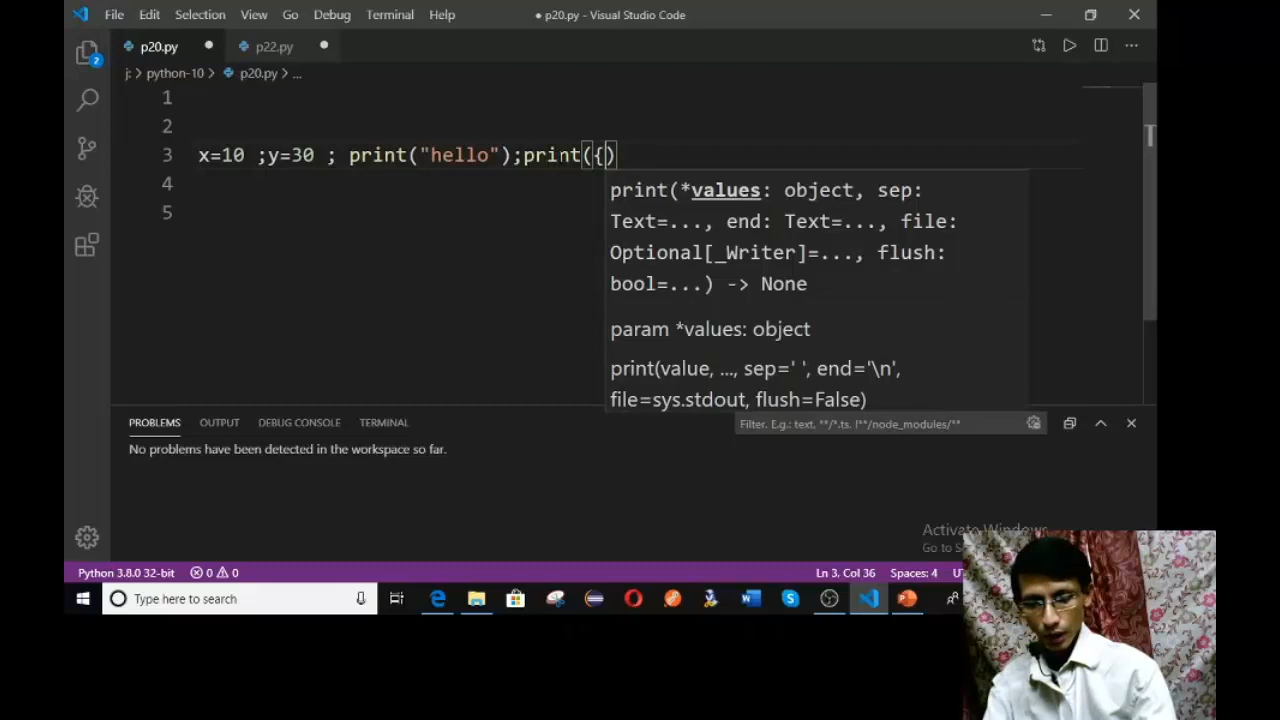 File Edit Selection View Go Debug Terminal Help
● p20.py - Visual Studio Code
p20.py
p22.py
j: > python-10 > p20.py > ...
1
2
3 x=10 ;y=30 ; print("hello");print({)
4
5
print(*values: object, sep:
Text=..., end: Text=..., file:
Optional[_Writer]=..., flush:
bool=...) -> None
param *values: object
print(value, ..., sep=' ', end='\n',
file=sys.stdout, flush=False)
2
PROBLEMS OUTPUT DEBUG CONSOLE TERMINAL
Filter. E.g.: text, **/*.ts, !**/node_modules/**
No problems have been detected in the workspace so far.
Activate Windows
Go to S
Python 3.8.0 32-bit 0 0
Ln 3, Col 36 Spaces: 4
Type here to search